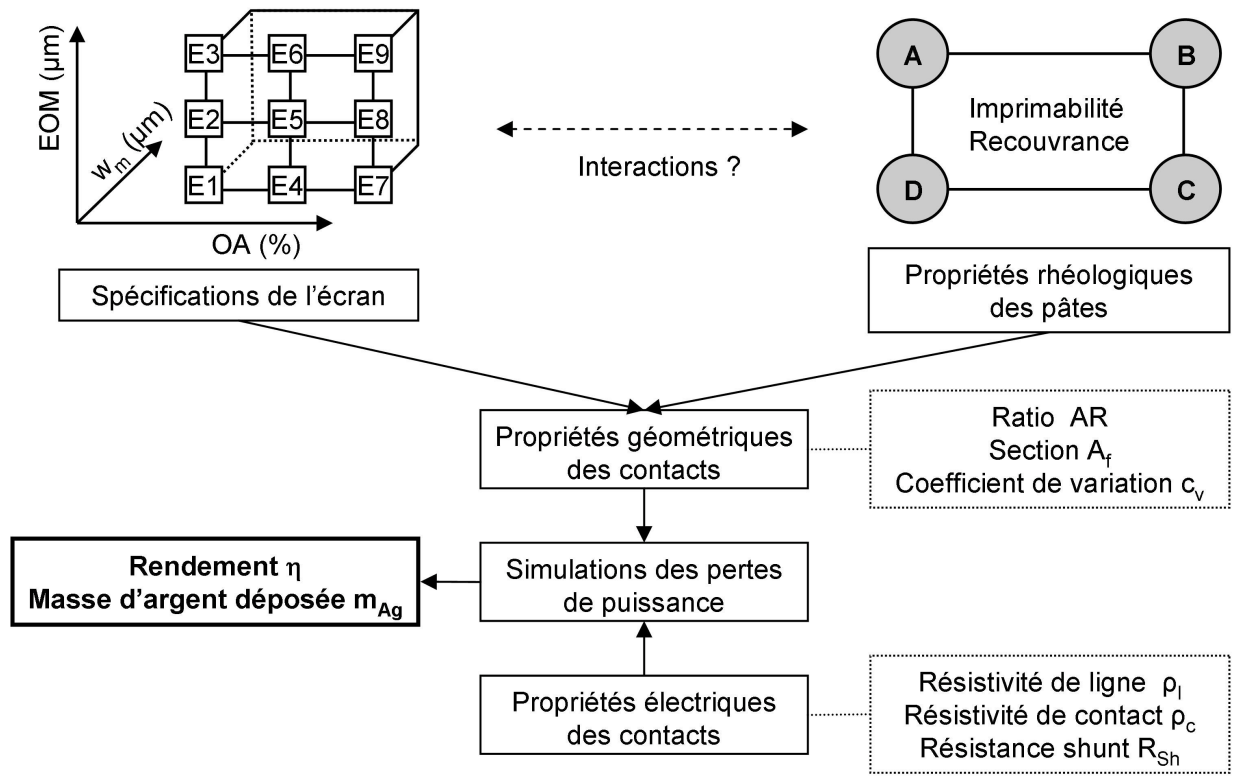 EOM (µm)
w_m (µm)
OA (%)
E3 E6 E9
E2 E5 E8
E1 E4 E7
Interactions ?
A B
Imprimabilité
Recouvrance
D C
Spécifications de l'écran
Propriétés rhéologiques
des pâtes
Propriétés géométriques
des contacts
Ratio AR
Section A_f
Coefficient de variation c_v
Rendement η
Masse d'argent déposée m_Ag
Simulations des pertes
de puissance
Propriétés électriques
des contacts
Résistivité de ligne ρ_l
Résistivité de contact ρ_c
Résistance shunt R_Sh